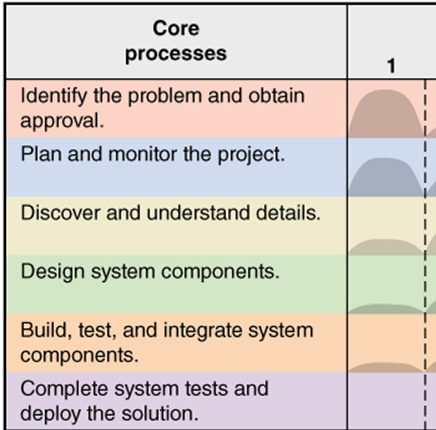 Core
processes
1
Identify the problem and obtain
approval.
Plan and monitor the project.
Discover and understand details.
Design system components.
Build, test, and integrate system
components.
Complete system tests and
deploy the solution.